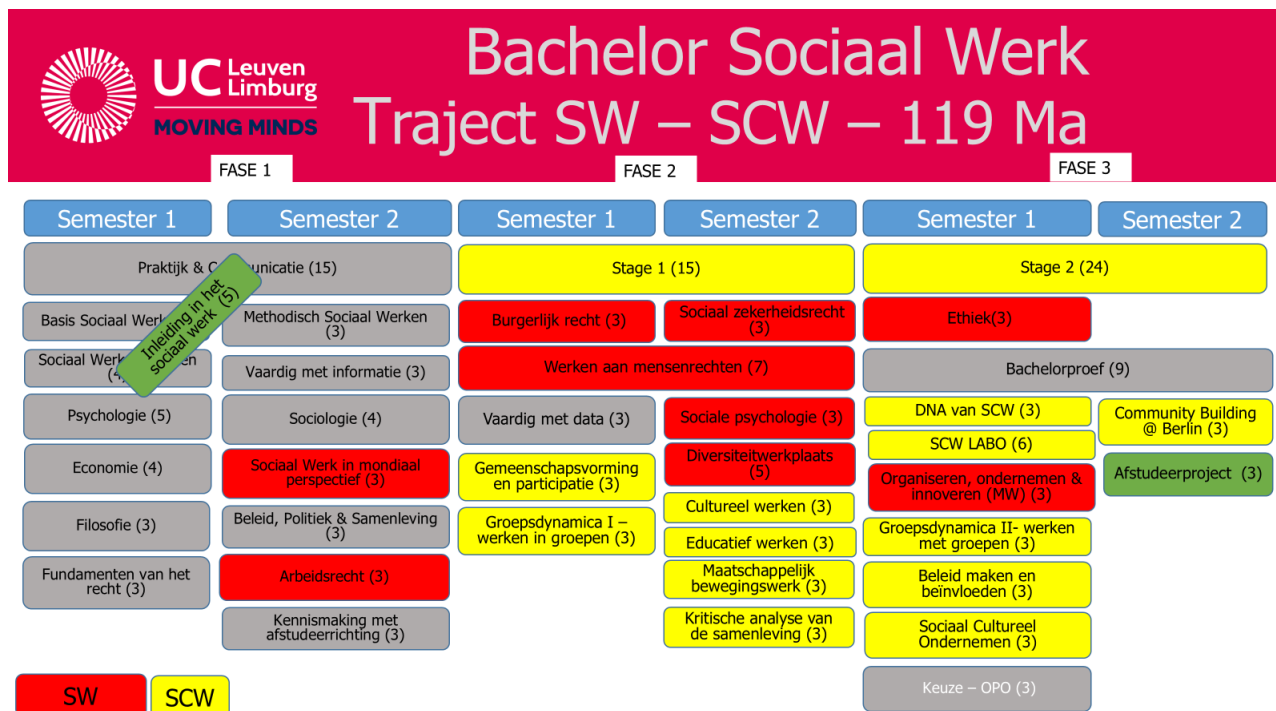 Bachelor Sociaal Werk
Traject SW – SCW – 119 Ma
UC Leuven
Limburg
MOVING MINDS
FASE 1
FASE 2
FASE 3
Semester 1
Semester 2
Semester 1
Semester 2
Semester 1
Semester 2
Praktijk & C unicatie (15)
Stage 1 (15)
Stage 2 (24)
Inleiding in het
sociaal werk (5)
Basis Sociaal Werk
Methodisch Sociaal Werken
(3)
Burgerlijk recht (3)
Sociaal zekerheidsrecht
(3)
Ethiek(3)
Sociaal Werk en
(4)
Vaardig met informatie (3)
Werken aan mensenrechten (7)
Bachelorproef (9)
Psychologie (5)
Sociologie (4)
Vaardig met data (3)
Sociale psychologie (3)
DNA van SCW (3)
Community Building
@ Berlin (3)
SCW LABO (6)
Economie (4)
Sociaal Werk in mondiaal
perspectief (3)
Gemeenschapsvorming
en participatie (3)
Diversiteitwerkplaats
(5)
Organiseren, ondernemen &
innoveren (MW) (3)
Afstudeerproject (3)
Filosofie (3)
Beleid, Politiek & Samenleving
(3)
Groepsdynamica I –
werken in groepen (3)
Cultureel werken (3)
Educatief werken (3)
Groepsdynamica II- werken
met groepen (3)
Fundamenten van het
recht (3)
Arbeidsrecht (3)
Maatschappelijk
bewegingswerk (3)
Beleid maken en
beïnvloeden (3)
Kennismaking met
afstudeerrichting (3)
Kritische analyse van
de samenleving (3)
Sociaal Cultureel
Ondernemen (3)
Keuze – OPO (3)
SW
SCW